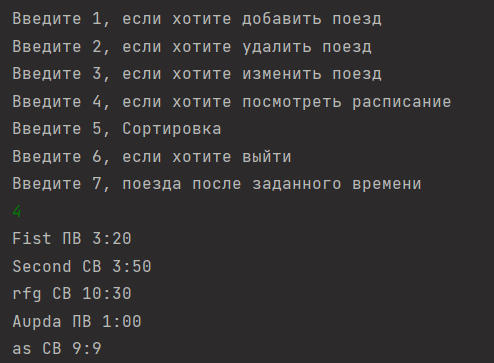 Введите 1, если хотите добавить поезд
Введите 2, если хотите удалить поезд
Введите 3, если хотите изменить поезд
Введите 4, если хотите посмотреть расписание
Введите 5, Сортировка
Введите 6, если хотите выйти
Введите 7, поезда после заданного времени
4
Fist ПВ 3:20
Second СВ 3:50
rfg СВ 10:30
Aupda ПВ 1:00
as СВ 9:9